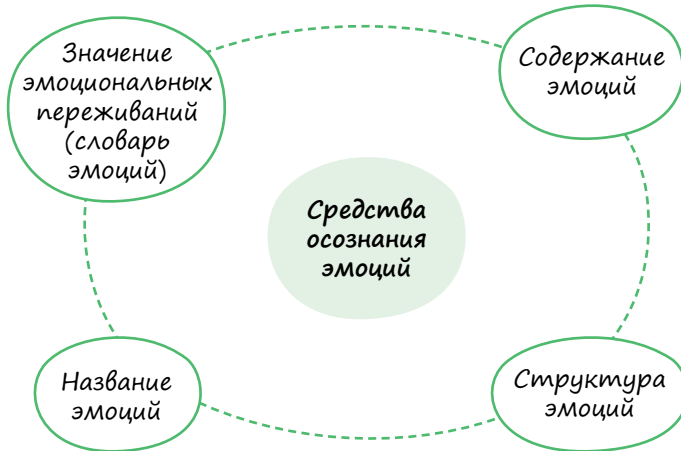 Значение
эмоциональных
переживаний
(словарь
эмоций)
Содержание
эмоций
Средства
осознания
эмоций
Название
эмоций
Структура
эмоций